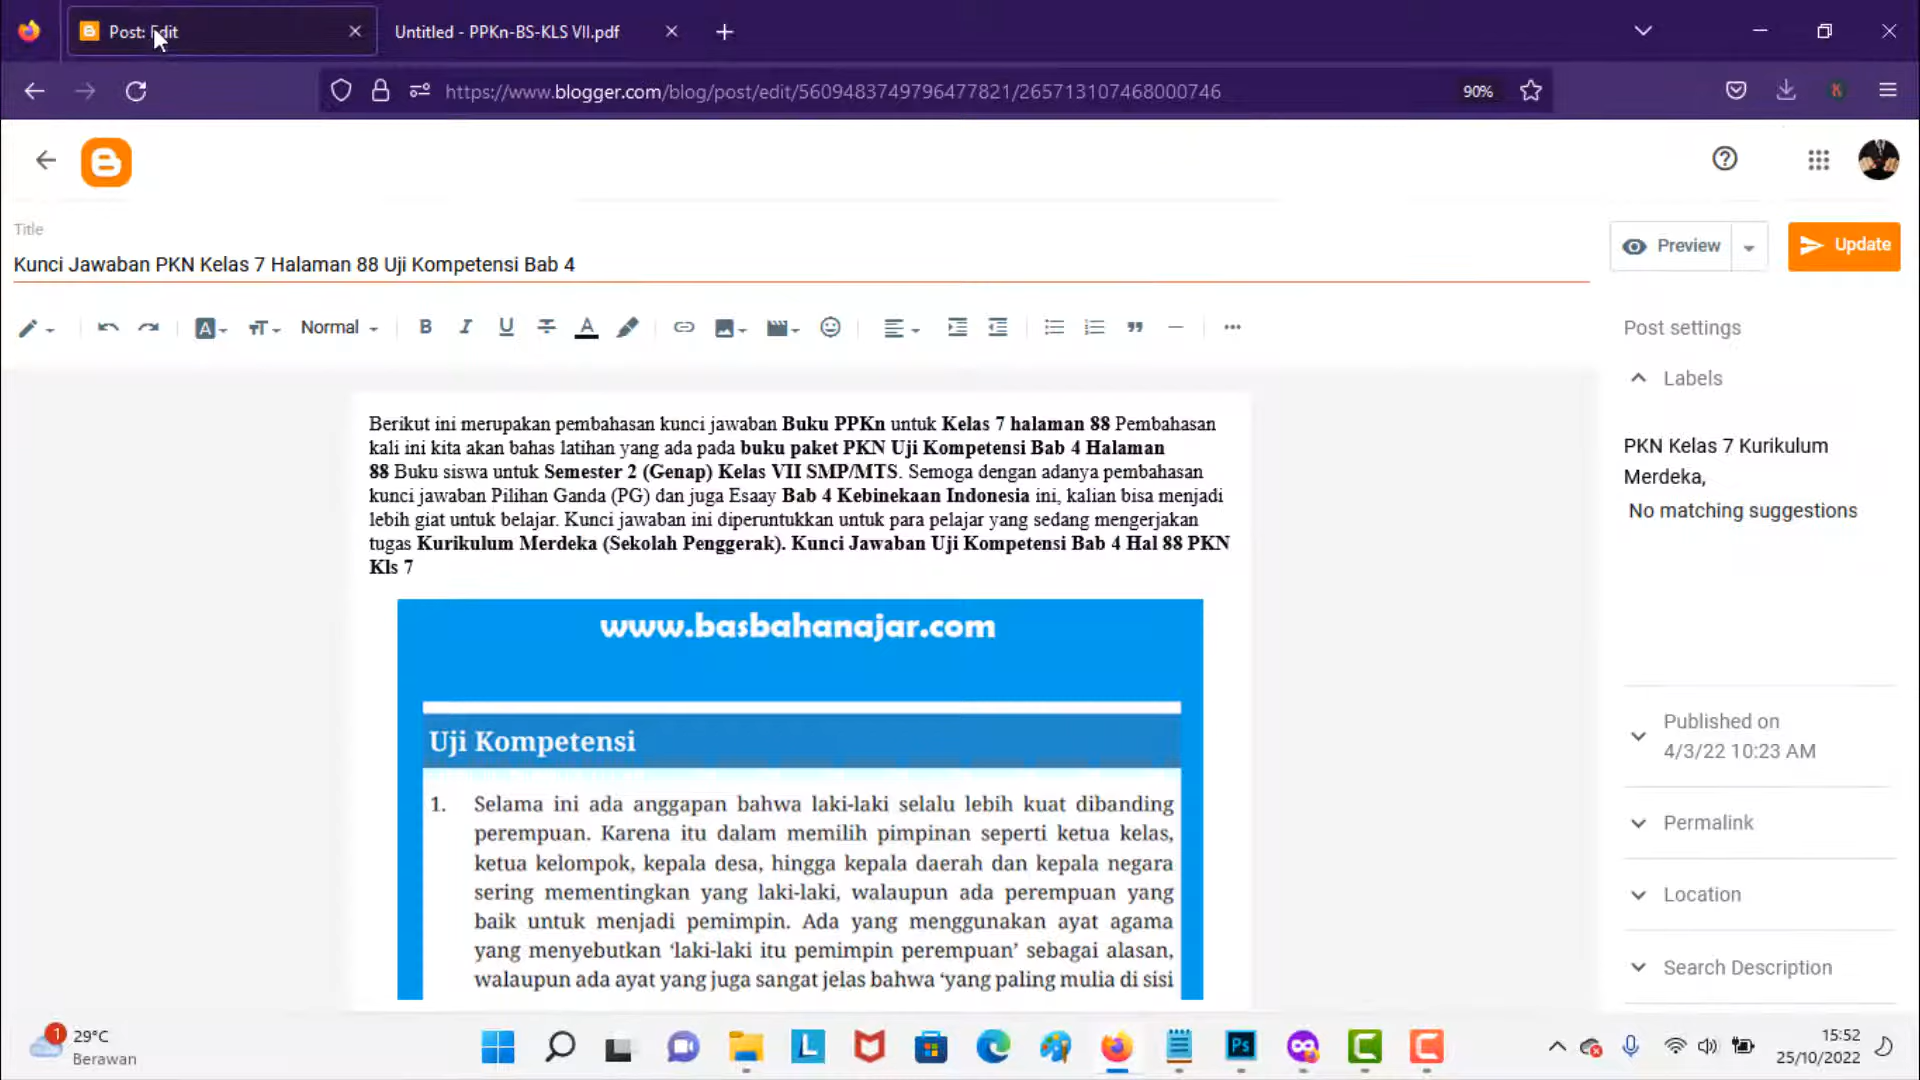 Post: Edit
Untitled - PPKn-BS-KLS VII.pdf
https://www.blogger.com/blog/post/edit/5609483749796477821/265713107468000746
90%
Title
Kunci Jawaban PKN Kelas 7 Halaman 88 Uji Kompetensi Bab 4
Preview
Update
Normal
Post settings
Labels
PKN Kelas 7 Kurikulum
Merdeka,
No matching suggestions
Published on
4/3/22 10:23 AM
Permalink
Location
Search Description
Berikut ini merupakan pembahasan kunci jawaban Buku PPKn untuk Kelas 7 halaman 88 Pembahasan
kali ini kita akan bahas latihan yang ada pada buku paket PKN Uji Kompetensi Bab 4 Halaman
88 Buku siswa untuk Semester 2 (Genap) Kelas VII SMP/MTS. Semoga dengan adanya pembahasan
kunci jawaban Pilihan Ganda (PG) dan juga Esaay Bab 4 Kebinekaan Indonesia ini, kalian bisa menjadi
lebih giat untuk belajar. Kunci jawaban ini diperuntukkan untuk para pelajar yang sedang mengerjakan
tugas Kurikulum Merdeka (Sekolah Penggerak). Kunci Jawaban Uji Kompetensi Bab 4 Hal 88 PKN
Kls 7
www.basbahanajar.com
Uji Kompetensi
1. Selama ini ada anggapan bahwa laki-laki selalu lebih kuat dibanding
perempuan. Karena itu dalam memilih pimpinan seperti ketua kelas,
ketua kelompok, kepala desa, hingga kepala daerah dan kepala negara
sering mementingkan yang laki-laki, walaupun ada perempuan yang
baik untuk menjadi pemimpin. Ada yang menggunakan ayat agama
yang menyebutkan ‘laki-laki itu pemimpin perempuan’ sebagai alasan,
walaupun ada ayat yang juga sangat jelas bahwa ‘yang paling mulia di sisi
1
29°C
Berawan
15:52
25/10/2022